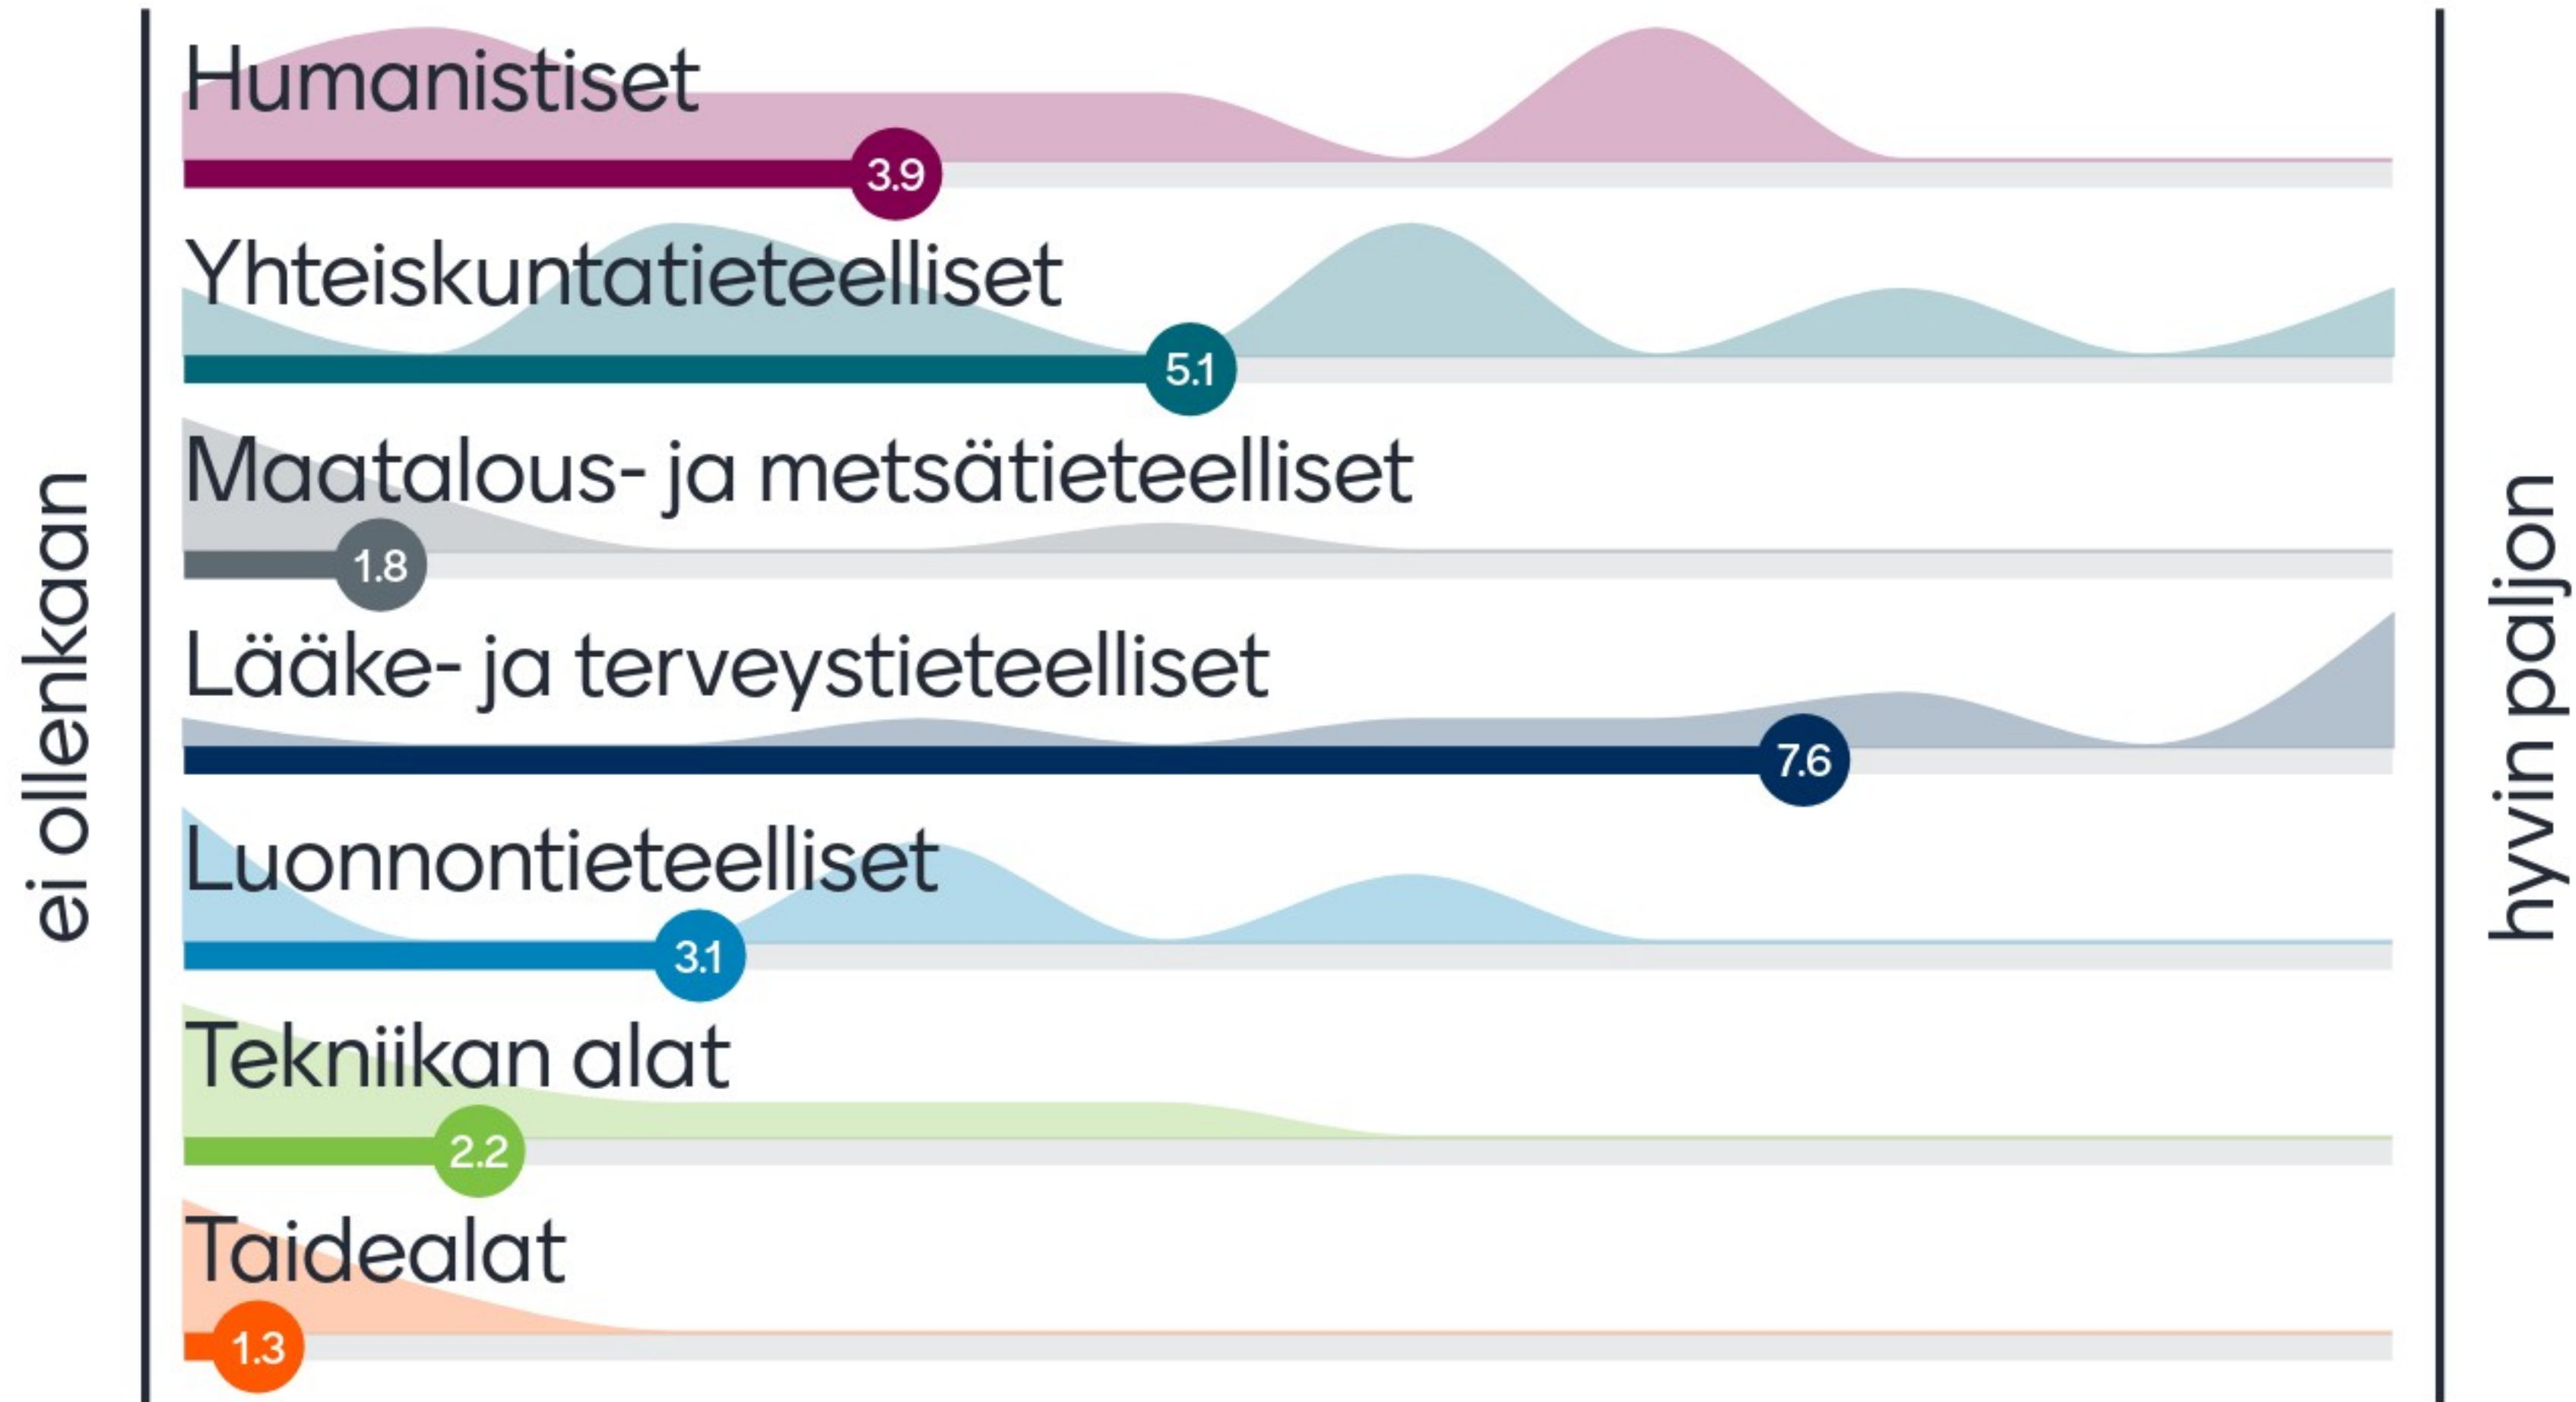 ei ollenkaan
Humanistiset
3.9
Yhteiskuntatieteelliset
5.1
Maatalous- ja metsätieteelliset
1.8
Lääke- ja terveystieteelliset
7.6
Luonnontieteelliset
3.1
Tekniikan alat
2.2
Taidealat
1.3
hyvin paljon